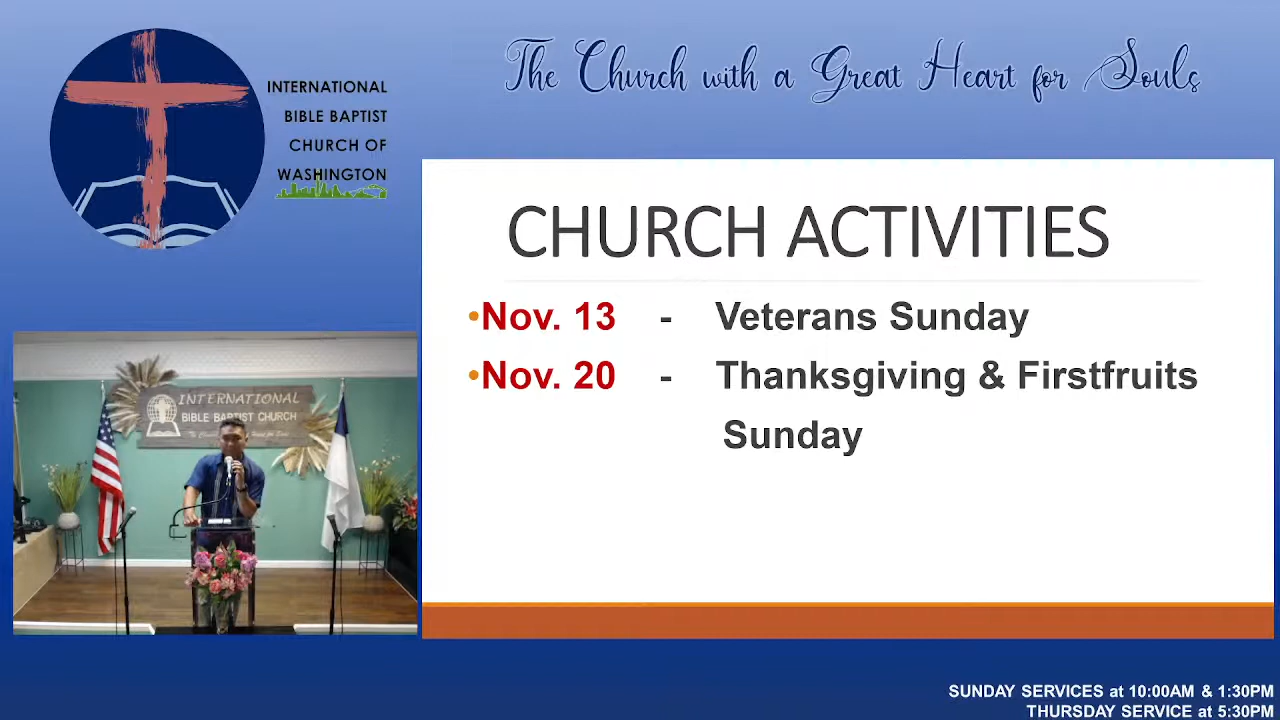 The Church with a Great Heart for Souls
INTERNATIONAL
BIBLE BAPTIST
CHURCH OF
WASHINGTON
CHURCH ACTIVITIES
•Nov. 13 - Veterans Sunday
•Nov. 20 - Thanksgiving & Firstfruits
Sunday
INTERNATIONAL
BIBLE BAPTIST CHURCH
SUNDAY SERVICES at 10:00AM & 1:30PM
THURSDAY SERVICE at 5:30PM